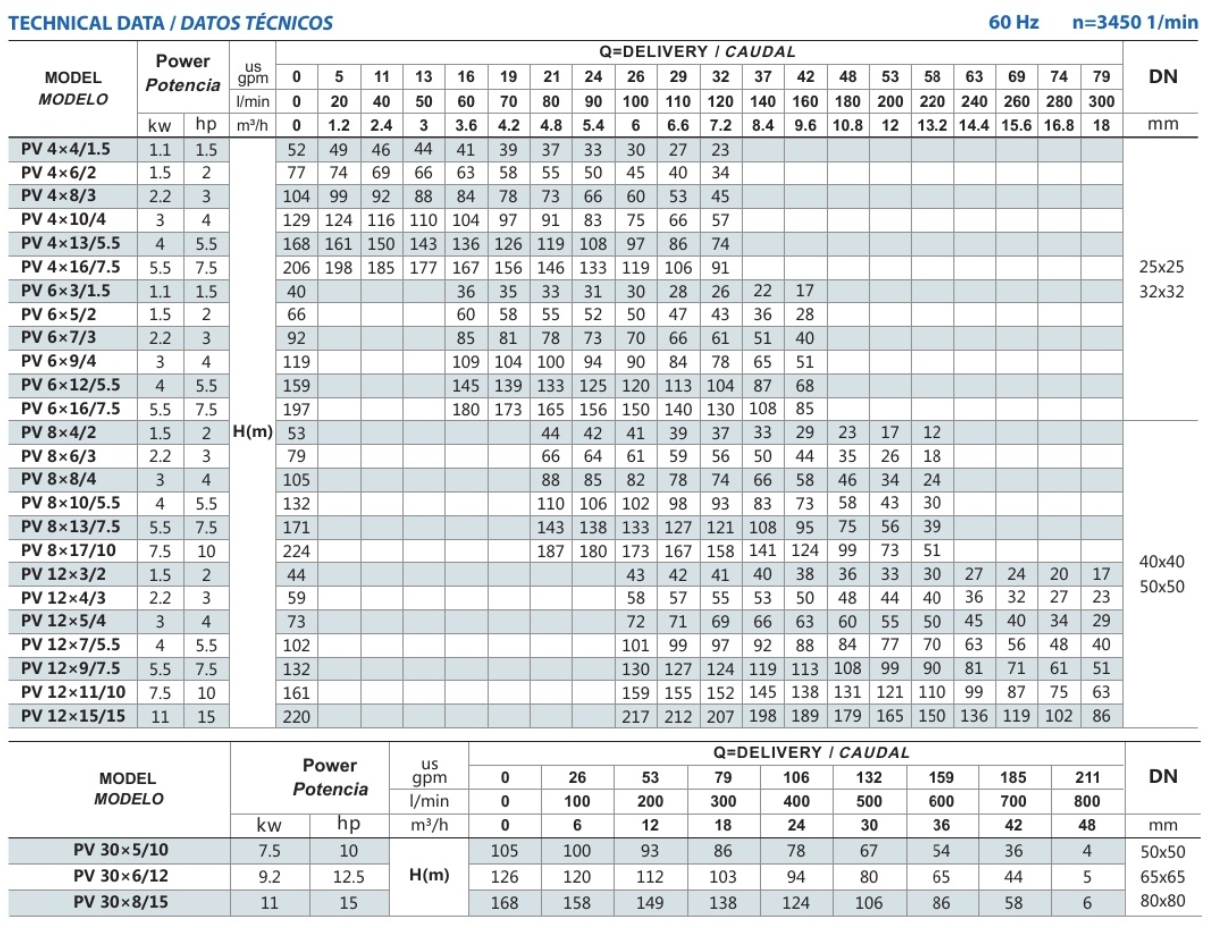 TECHNICAL DATA / DATOS TÉCNICOS 60 Hz n=3450 1/min
Q=DELIVERY / CAUDAL
MODEL MODELO Power Potencia us gpm 0 5 11 13 16 19 21 24 26 29 32 37 42 48 53 58 63 69 74 79 DN
l/min 0 20 40 50 60 70 80 90 100 110 120 140 160 180 200 220 240 260 280 300
kw hp m³/h 0 1.2 2.4 3 3.6 4.2 4.8 5.4 6 6.6 7.2 8.4 9.6 10.8 12 13.2 14.4 15.6 16.8 18 mm
PV 4×4/1.5 1.1 1.5 52 49 46 44 41 39 37 33 30 27 23
PV 4×6/2 1.5 2 77 74 69 66 63 58 55 50 45 40 34
PV 4×8/3 2.2 3 104 99 92 88 84 78 73 66 60 53 45
PV 4×10/4 3 4 129 124 116 110 104 97 91 83 75 66 57
PV 4×13/5.5 4 5.5 168 161 150 143 136 126 119 108 97 86 74
PV 4×16/7.5 5.5 7.5 206 198 185 177 167 156 146 133 119 106 91 25x25
PV 6×3/1.5 1.1 1.5 40 36 35 33 31 30 28 26 22 17 32x32
PV 6×5/2 1.5 2 66 60 58 55 52 50 47 43 36 28
PV 6×7/3 2.2 3 92 85 81 78 73 70 66 61 51 40
PV 6×9/4 3 4 119 109 104 100 94 90 84 78 65 51
PV 6×12/5.5 4 5.5 159 145 139 133 125 120 113 104 87 68
PV 6×16/7.5 5.5 7.5 197 180 173 165 156 150 140 130 108 85
PV 8×4/2 1.5 2 H(m) 53 44 42 41 39 37 33 29 23 17 12
PV 8×6/3 2.2 3 79 66 64 61 59 56 50 44 35 26 18
PV 8×8/4 3 4 105 88 85 82 78 74 66 58 46 34 24
PV 8×10/5.5 4 5.5 132 110 106 102 98 93 83 73 58 43 30
PV 8×13/7.5 5.5 7.5 171 143 138 133 127 121 108 95 75 56 39
PV 8×17/10 7.5 10 224 187 180 173 167 158 141 124 99 73 51 40x40
PV 12×3/2 1.5 2 44 43 42 41 40 38 36 33 30 27 24 20 17 50x50
PV 12×4/3 2.2 3 59 58 57 55 53 50 48 44 40 36 32 27 23
PV 12×5/4 3 4 73 72 71 69 66 63 60 55 50 45 40 34 29
PV 12×7/5.5 4 5.5 102 101 99 97 92 88 84 77 70 63 56 48 40
PV 12×9/7.5 5.5 7.5 132 130 127 124 119 113 108 99 90 81 71 61 51
PV 12×11/10 7.5 10 161 159 155 152 145 138 131 121 110 99 87 75 63
PV 12×15/15 11 15 220 217 212 207 198 189 179 165 150 136 119 102 86
Q=DELIVERY / CAUDAL
MODEL MODELO Power Potencia us gpm 0 26 53 79 106 132 159 185 211 DN
l/min 0 100 200 300 400 500 600 700 800
kw hp m³/h 0 6 12 18 24 30 36 42 48 mm
PV 30×5/10 7.5 10 105 100 93 86 78 67 54 36 4 50x50
PV 30×6/12 9.2 12.5 H(m) 126 120 112 103 94 80 65 44 5 65x65
PV 30×8/15 11 15 168 158 149 138 124 106 86 58 6 80x80